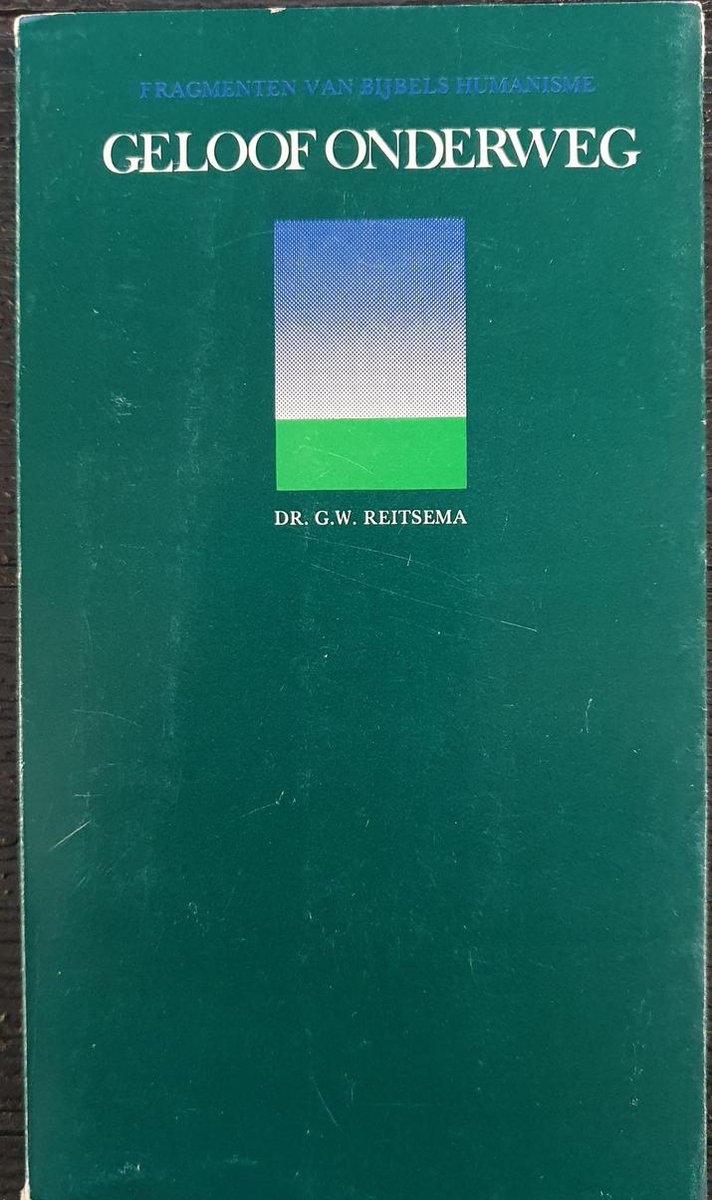 FRAGMENTEN VAN BIJBELS HUMANISME
GELOOF ONDERWEG
DR. G.W. REITSEMA